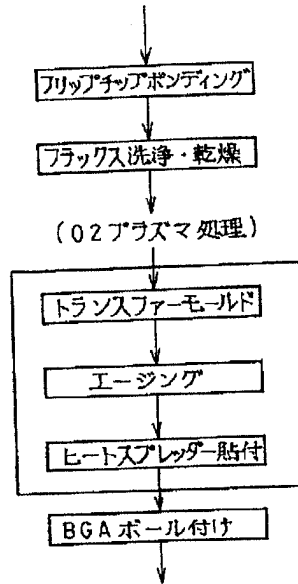 フリップチップボンディング
フラックス洗浄・乾燥
(O2プラズマ処理)
トランスファーモールド
エージング
ヒートスプレッダー貼付
BGAボール付け